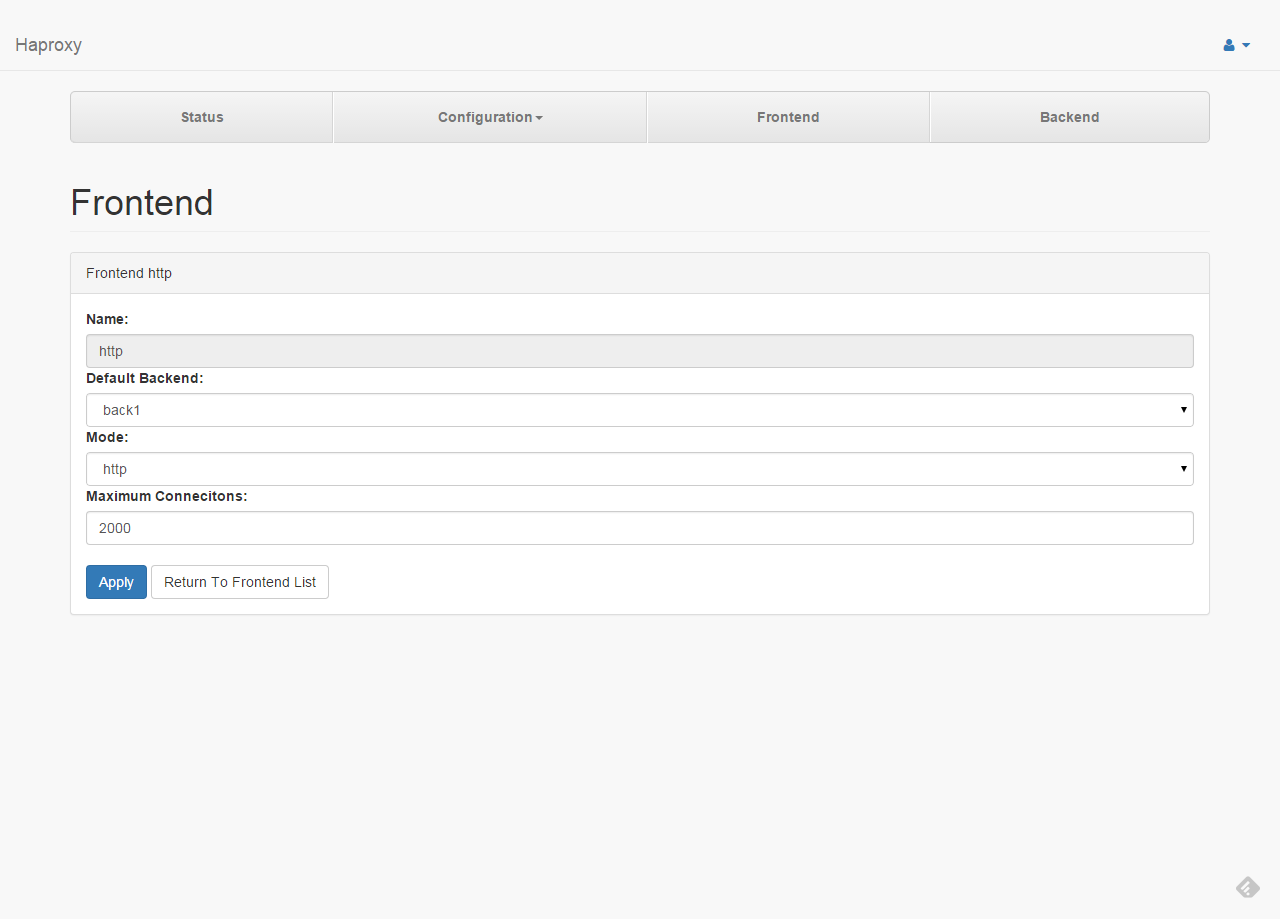 Haproxy
Status Configuration Frontend Backend
Frontend
Frontend http
Name:
http
Default Backend:
back1
Mode:
http
Maximum Connecitons:
2000
Apply Return To Frontend List